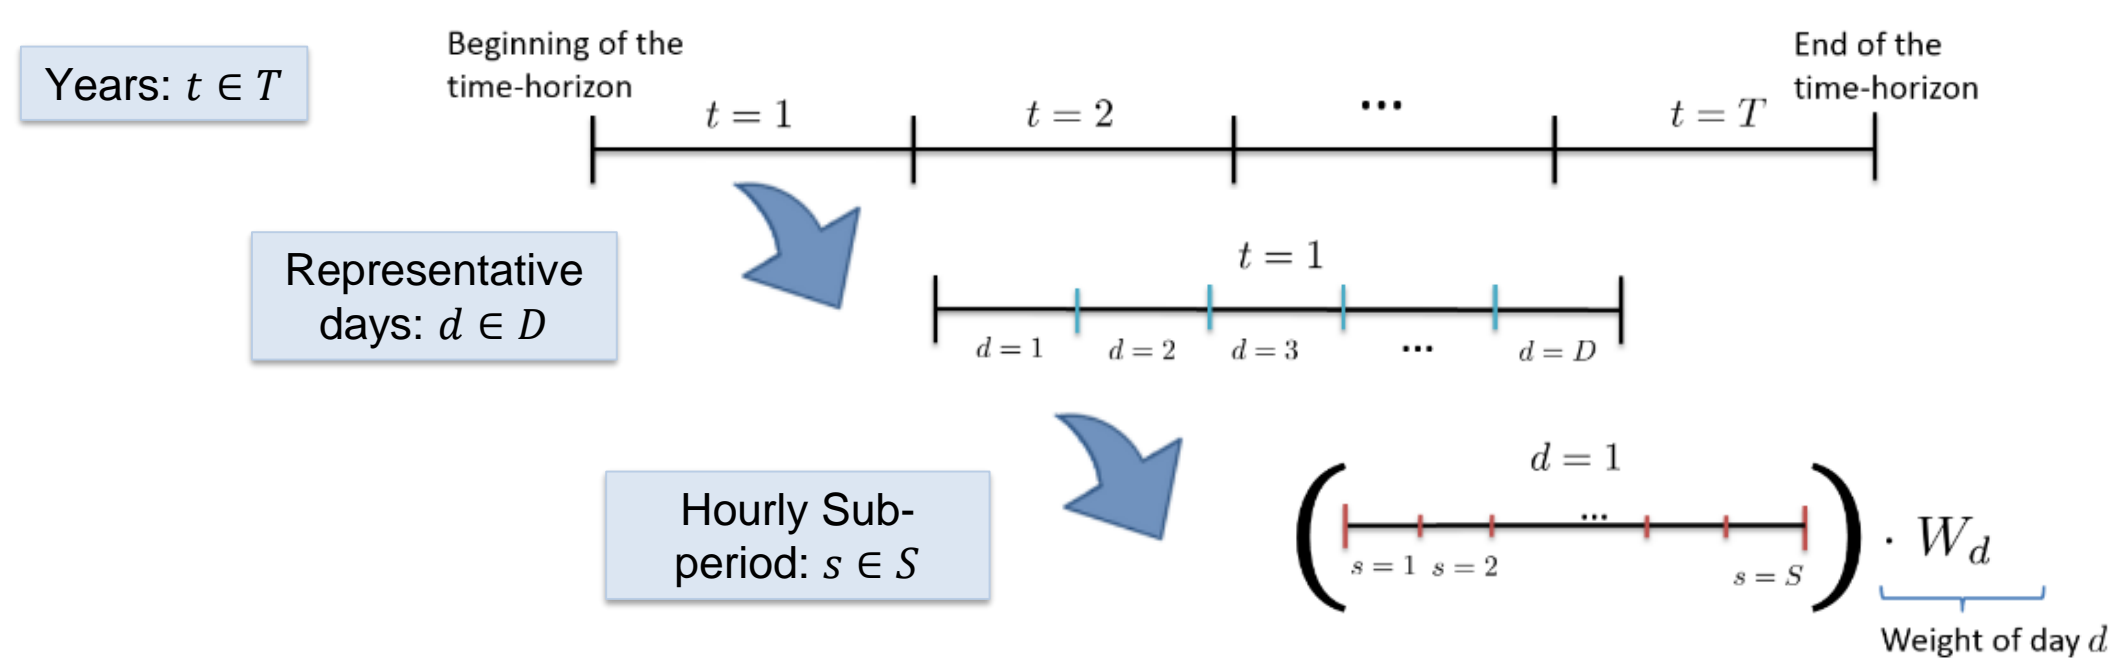 Years: t ∈ T
Beginning of the
time-horizon
t = 1
t = 2
...
t = T
End of the
time-horizon
Representative
days: d ∈ D
t = 1
d = 1
d = 2
d = 3
...
d = D
Hourly Sub-
period: s ∈ S
d = 1
...
s = 1
s = 2
s = S
( ) · W_d
Weight of day d